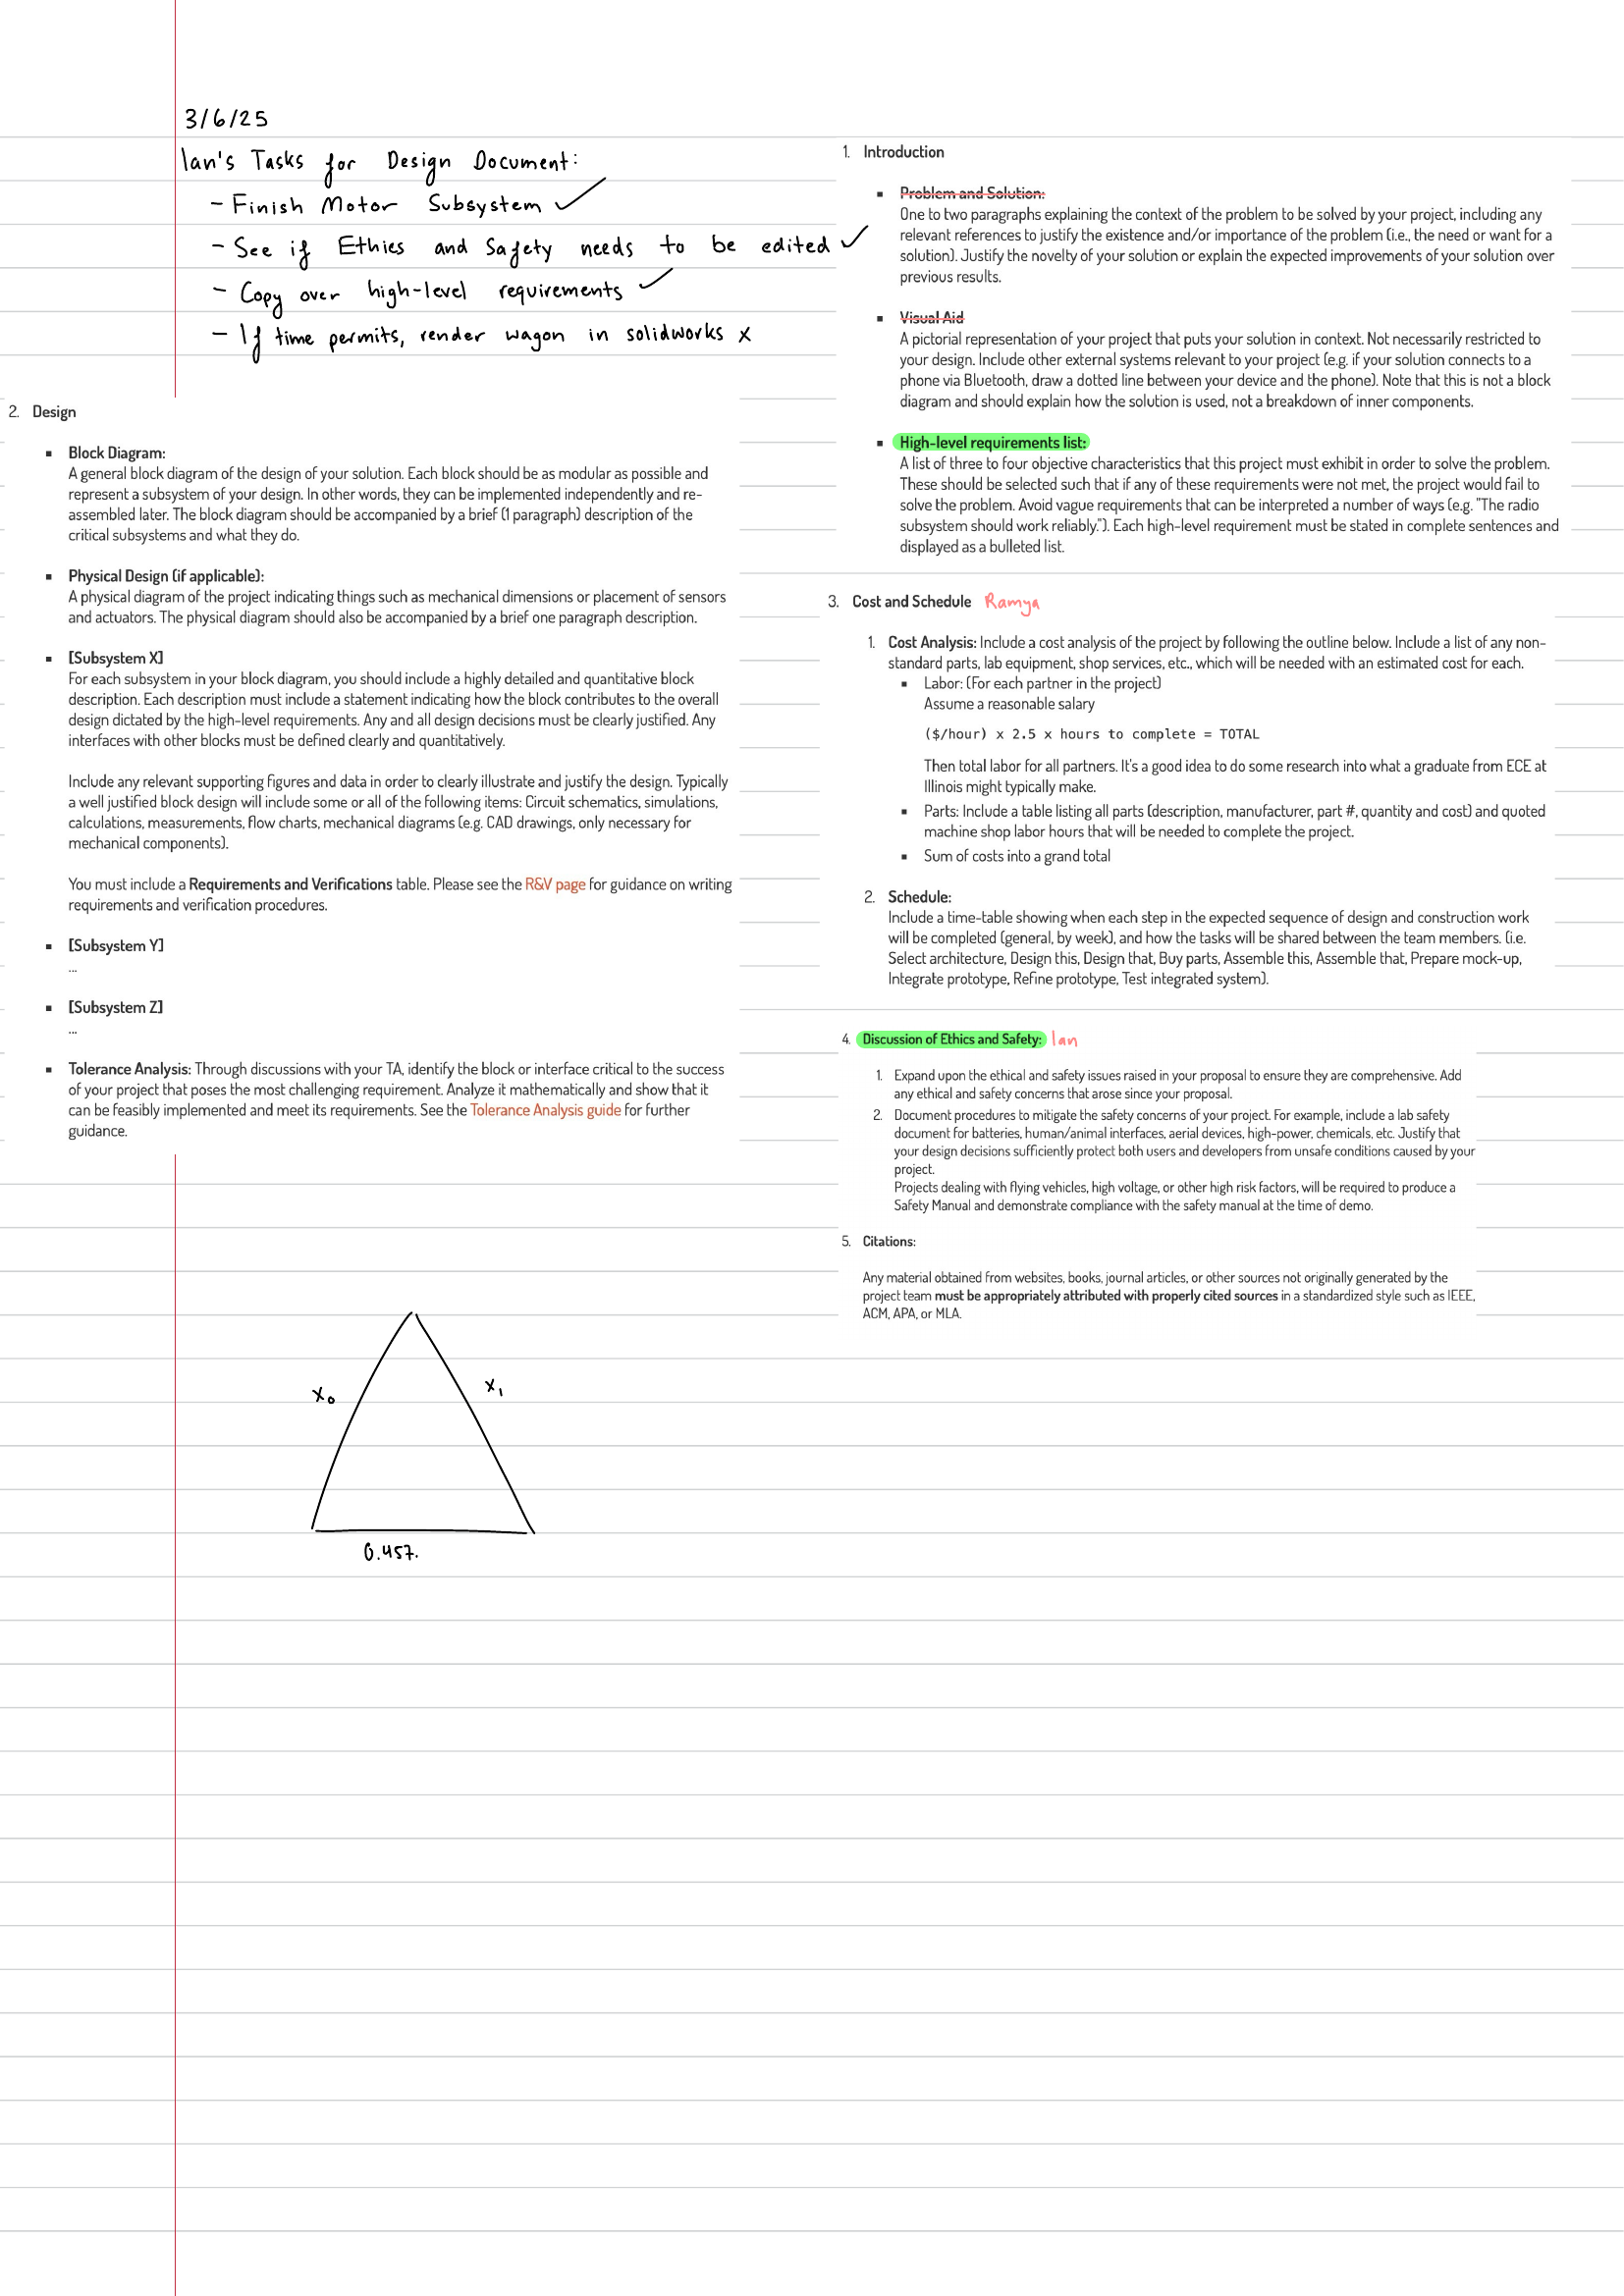 3/6/25
Ian's Tasks for Design Document:
- Finish Motor Subsystem ✓
- See if Ethics and Safety needs to be edited ✓
- Copy over high-level requirements ✓
- If time permits, render wagon in solidworks x
1. Introduction
▪ Problem and Solution:
One to two paragraphs explaining the context of the problem to be solved by your project, including any
relevant references to justify the existence and/or importance of the problem (i.e., the need or want for a
solution). Justify the novelty of your solution or explain the expected improvements of your solution over
previous results.
▪ Visual Aid
A pictorial representation of your project that puts your solution in context. Not necessarily restricted to
your design. Include other external systems relevant to your project (e.g. if your solution connects to a
phone via Bluetooth, draw a dotted line between your device and the phone). Note that this is not a block
diagram and should explain how the solution is used, not a breakdown of inner components.
▪ High-level requirements list:
A list of three to four objective characteristics that this project must exhibit in order to solve the problem.
These should be selected such that if any of these requirements were not met, the project would fail to
solve the problem. Avoid vague requirements that can be interpreted a number of ways (e.g. "The radio
subsystem should work reliably."). Each high-level requirement must be stated in complete sentences and
displayed as a bulleted list.
2. Design
▪ Block Diagram:
A general block diagram of the design of your solution. Each block should be as modular as possible and
represent a subsystem of your design. In other words, they can be implemented independently and re-
assembled later. The block diagram should be accompanied by a brief (1 paragraph) description of the
critical subsystems and what they do.
▪ Physical Design (if applicable):
A physical diagram of the project indicating things such as mechanical dimensions or placement of sensors
and actuators. The physical diagram should also be accompanied by a brief one paragraph description.
▪ [Subsystem X]
For each subsystem in your block diagram, you should include a highly detailed and quantitative block
description. Each description must include a statement indicating how the block contributes to the overall
design dictated by the high-level requirements. Any and all design decisions must be clearly justified. Any
interfaces with other blocks must be defined clearly and quantitatively.
Include any relevant supporting figures and data in order to clearly illustrate and justify the design. Typically
a well justified block design will include some or all of the following items: Circuit schematics, simulations,
calculations, measurements, flow charts, mechanical diagrams (e.g. CAD drawings, only necessary for
mechanical components).
You must include a Requirements and Verifications table. Please see the R&V page for guidance on writing
requirements and verification procedures.
▪ [Subsystem Y]
...
▪ [Subsystem Z]
...
▪ Tolerance Analysis: Through discussions with your TA, identify the block or interface critical to the success
of your project that poses the most challenging requirement. Analyze it mathematically and show that it
can be feasibly implemented and meet its requirements. See the Tolerance Analysis guide for further
guidance.
3. Cost and Schedule Ramya
1. Cost Analysis: Include a cost analysis of the project by following the outline below. Include a list of any non-
standard parts, lab equipment, shop services, etc., which will be needed with an estimated cost for each.
▪ Labor: (For each partner in the project)
Assume a reasonable salary
($/hour) x 2.5 x hours to complete = TOTAL
Then total labor for all partners. It's a good idea to do some research into what a graduate from ECE at
Illinois might typically make.
▪ Parts: Include a table listing all parts (description, manufacturer, part #, quantity and cost) and quoted
machine shop labor hours that will be needed to complete the project.
▪ Sum of costs into a grand total
2. Schedule:
Include a time-table showing when each step in the expected sequence of design and construction work
will be completed (general, by week), and how the tasks will be shared between the team members. (i.e.
Select architecture, Design this, Design that, Buy parts, Assemble this, Assemble that, Prepare mock-up,
Integrate prototype, Refine prototype, Test integrated system).
4. Discussion of Ethics and Safety: Ian
1. Expand upon the ethical and safety issues raised in your proposal to ensure they are comprehensive. Add
any ethical and safety concerns that arose since your proposal.
2. Document procedures to mitigate the safety concerns of your project. For example, include a lab safety
document for batteries, human/animal interfaces, aerial devices, high-power, chemicals, etc. Justify that
your design decisions sufficiently protect both users and developers from unsafe conditions caused by your
project.
Projects dealing with flying vehicles, high voltage, or other high risk factors, will be required to produce a
Safety Manual and demonstrate compliance with the safety manual at the time of demo.
5. Citations:
Any material obtained from websites, books, journal articles, or other sources not originally generated by the
project team must be appropriately attributed with properly cited sources in a standardized style such as IEEE,
ACM, APA, or MLA.
x₀ x₁
0.457.